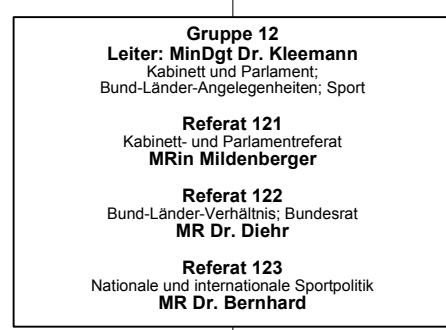 Gruppe 12
Leiter: MinDgt Dr. Kleemann
Kabinett und Parlament;
Bund-Länder-Angelegenheiten; Sport
Referat 121
Kabinett- und Parlamentreferat
MRin Mildenberger
Referat 122
Bund-Länder-Verhältnis; Bundesrat
MR Dr. Diehr
Referat 123
Nationale und internationale Sportpolitik
MR Dr. Bernhard